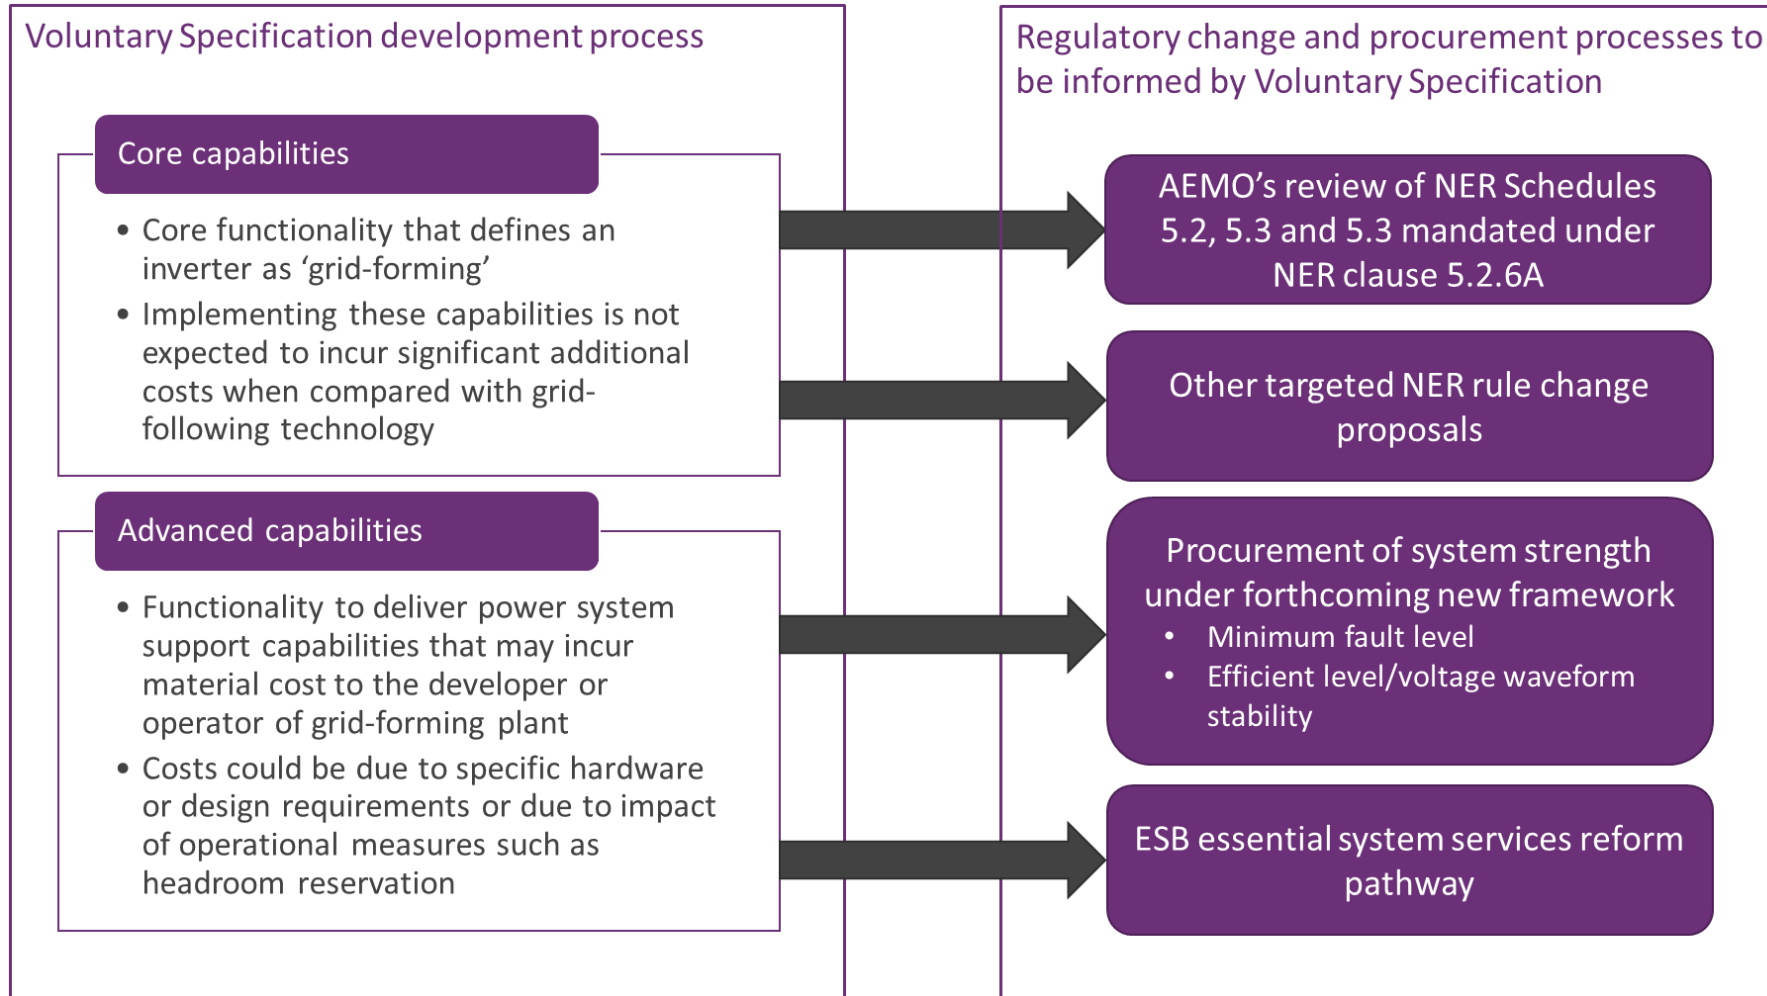 Voluntary Specification development process
Core capabilities
• Core functionality that defines an
inverter as ‘grid-forming’
• Implementing these capabilities is not
expected to incur significant additional
costs when compared with grid-
following technology
Advanced capabilities
• Functionality to deliver power system
support capabilities that may incur
material cost to the developer or
operator of grid-forming plant
• Costs could be due to specific hardware
or design requirements or due to impact
of operational measures such as
headroom reservation
Regulatory change and procurement processes to
be informed by Voluntary Specification
AEMO’s review of NER Schedules
5.2, 5.3 and 5.3 mandated under
NER clause 5.2.6A
Other targeted NER rule change
proposals
Procurement of system strength
under forthcoming new framework
• Minimum fault level
• Efficient level/voltage waveform
stability
ESB essential system services reform
pathway